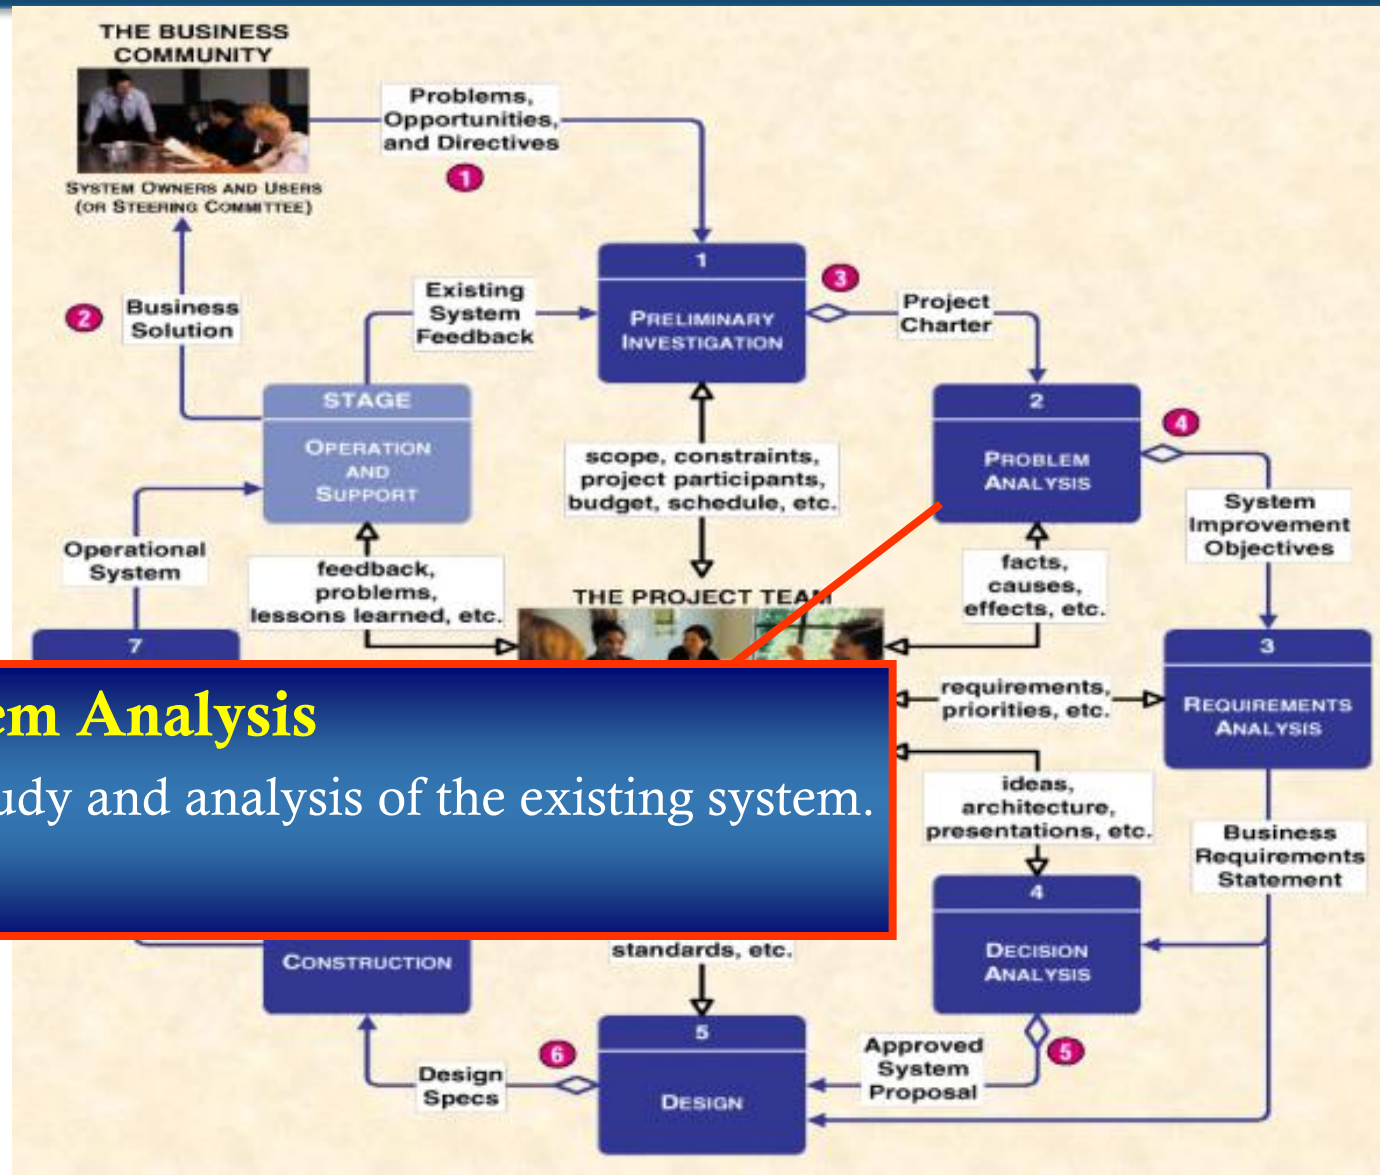 THE BUSINESS
COMMUNITY
SYSTEM OWNERS AND USERS
(OR STEERING COMMITTEE)
Problems,
Opportunities,
and Directives
1
2
Business
Solution
Existing
System
Feedback
1
PRELIMINARY
INVESTIGATION
3
Project
Charter
STAGE
OPERATION
AND
SUPPORT
scope, constraints,
project participants,
budget, schedule, etc.
2
PROBLEM
ANALYSIS
4
System
Improvement
Objectives
Operational
System
feedback,
problems,
lessons learned, etc.
THE PROJECT TEAM
facts,
causes,
effects, etc.
7
3
REQUIREMENTS
ANALYSIS
requirements,
priorities, etc.
em Analysis
udy and analysis of the existing system.
ideas,
architecture,
presentations, etc.
Business
Requirements
Statement
4
DECISION
ANALYSIS
standards, etc.
CONSTRUCTION
5
DESIGN
6
Design
Specs
Approved
System
Proposal
5